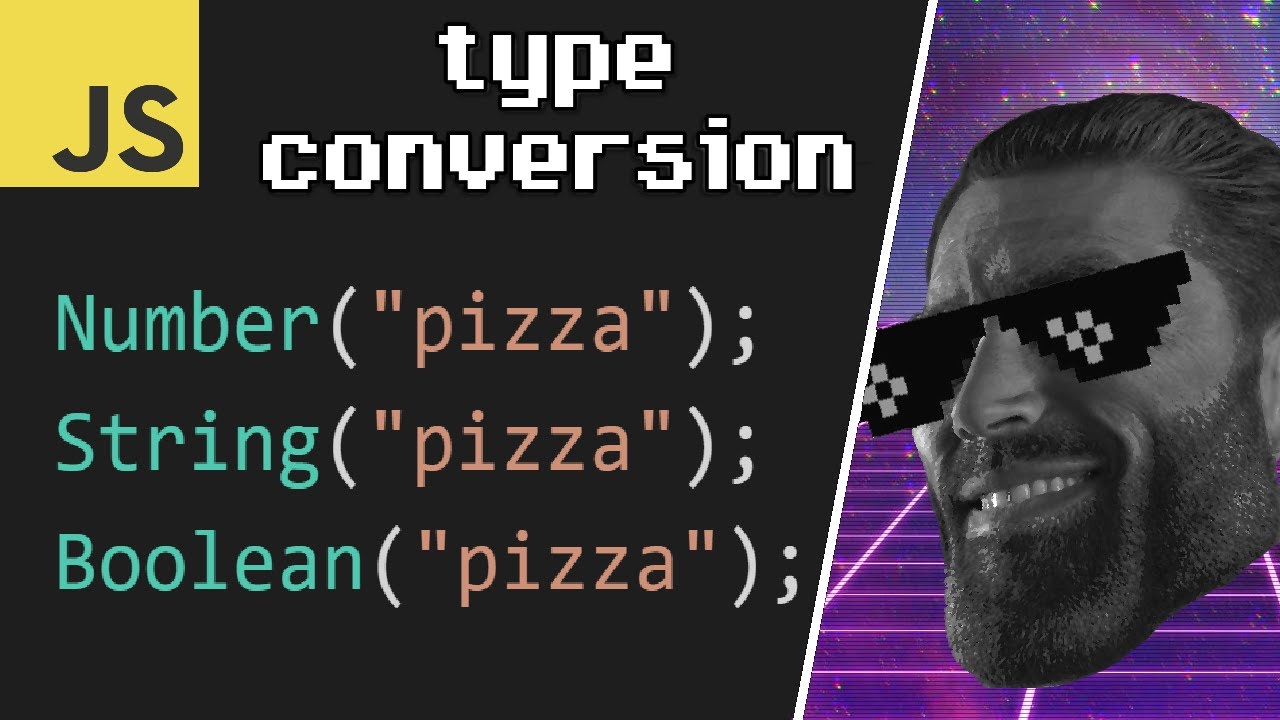 JS
type
conversion
Number("pizza");
String("pizza");
Boolean("pizza");